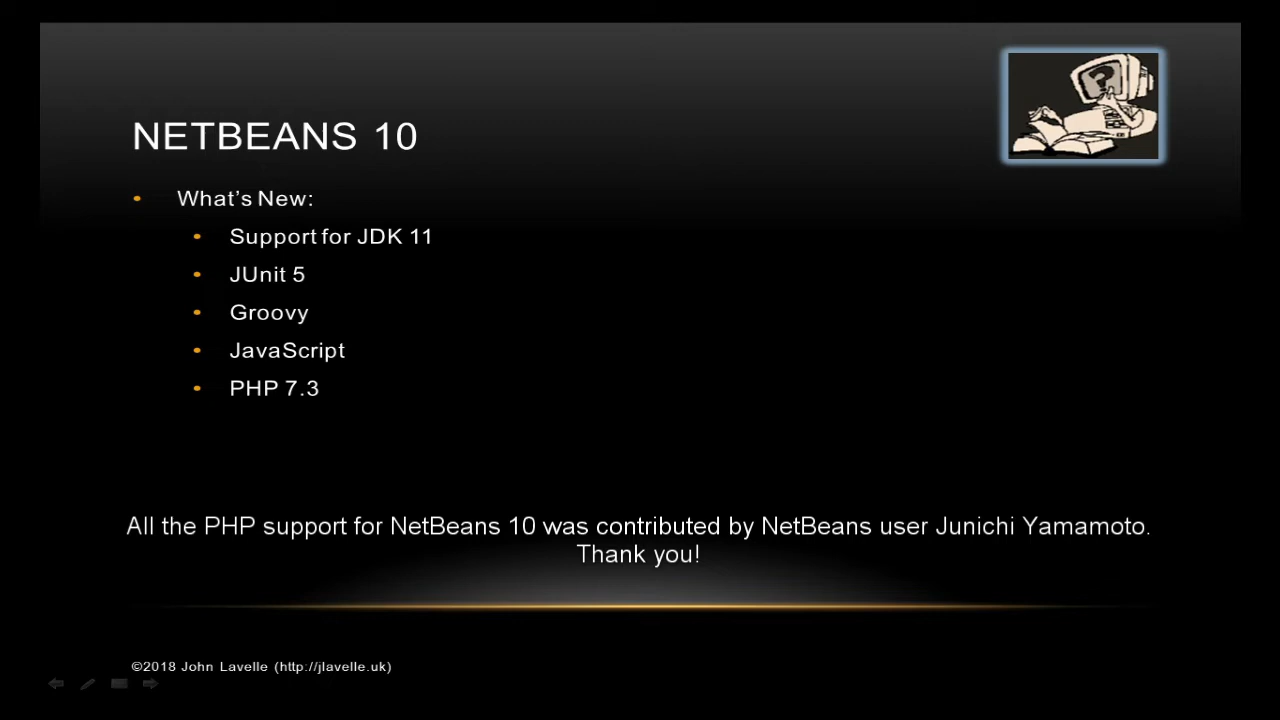 NETBEANS 10
• What's New:
• Support for JDK 11
• JUnit 5
• Groovy
• JavaScript
• PHP 7.3
All the PHP support for NetBeans 10 was contributed by NetBeans user Junichi Yamamoto.
Thank you!
©2018 John Lavelle (http://jlavelle.uk)